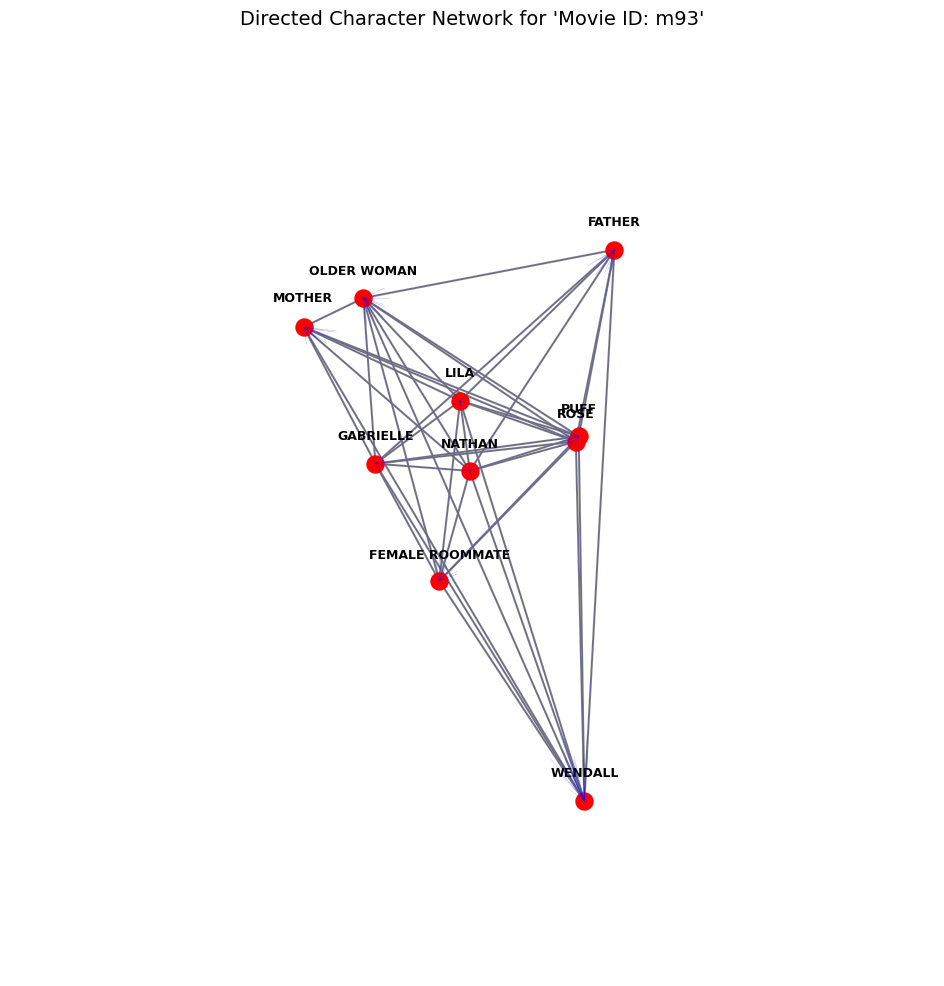 Directed Character Network for 'Movie ID: m93'
FATHER
OLDER WOMAN
MOTHER
LILA
PUFF
ROSE
GABRIELLE
NATHAN
FEMALE ROOMMATE
WENDALL